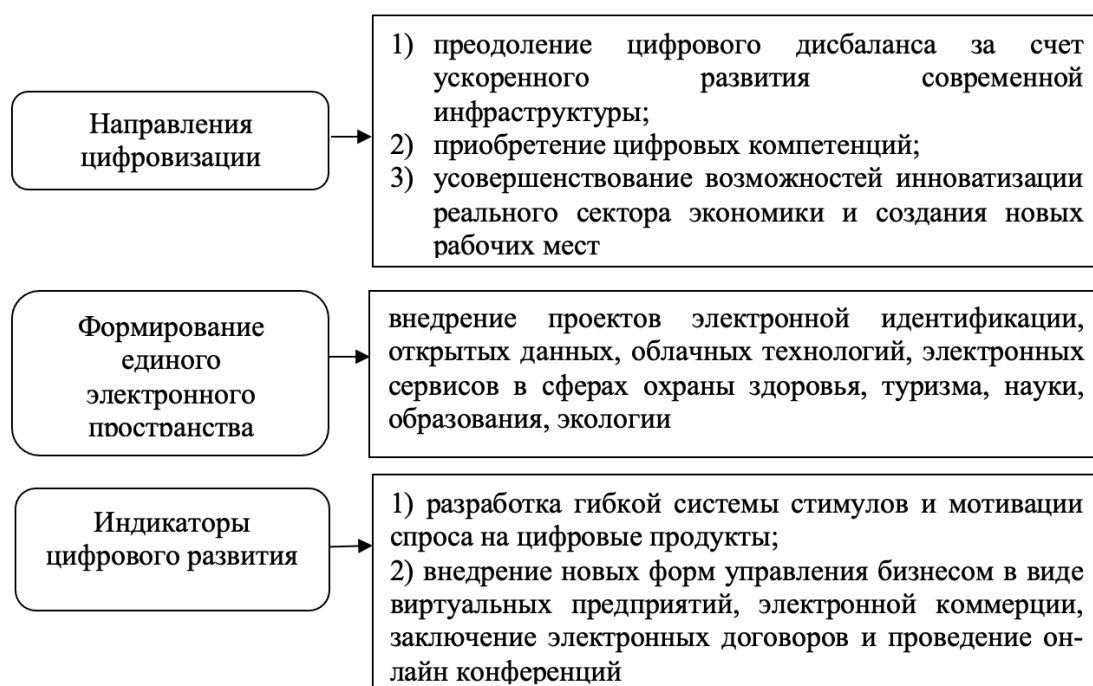 Направления
цифровизации
1) преодоление цифрового дисбаланса за счет
ускоренного развития современной
инфраструктуры;
2) приобретение цифровых компетенций;
3) усовершенствование возможностей инноватизации
реального сектора экономики и создания новых
рабочих мест
Формирование
единого
электронного
пространства
внедрение проектов электронной идентификации,
открытых данных, облачных технологий, электронных
сервисов в сферах охраны здоровья, туризма, науки,
образования, экологии
Индикаторы
цифрового развития
1) разработка гибкой системы стимулов и мотивации
спроса на цифровые продукты;
2) внедрение новых форм управления бизнесом в виде
виртуальных предприятий, электронной коммерции,
заключение электронных договоров и проведение он-
лайн конференций